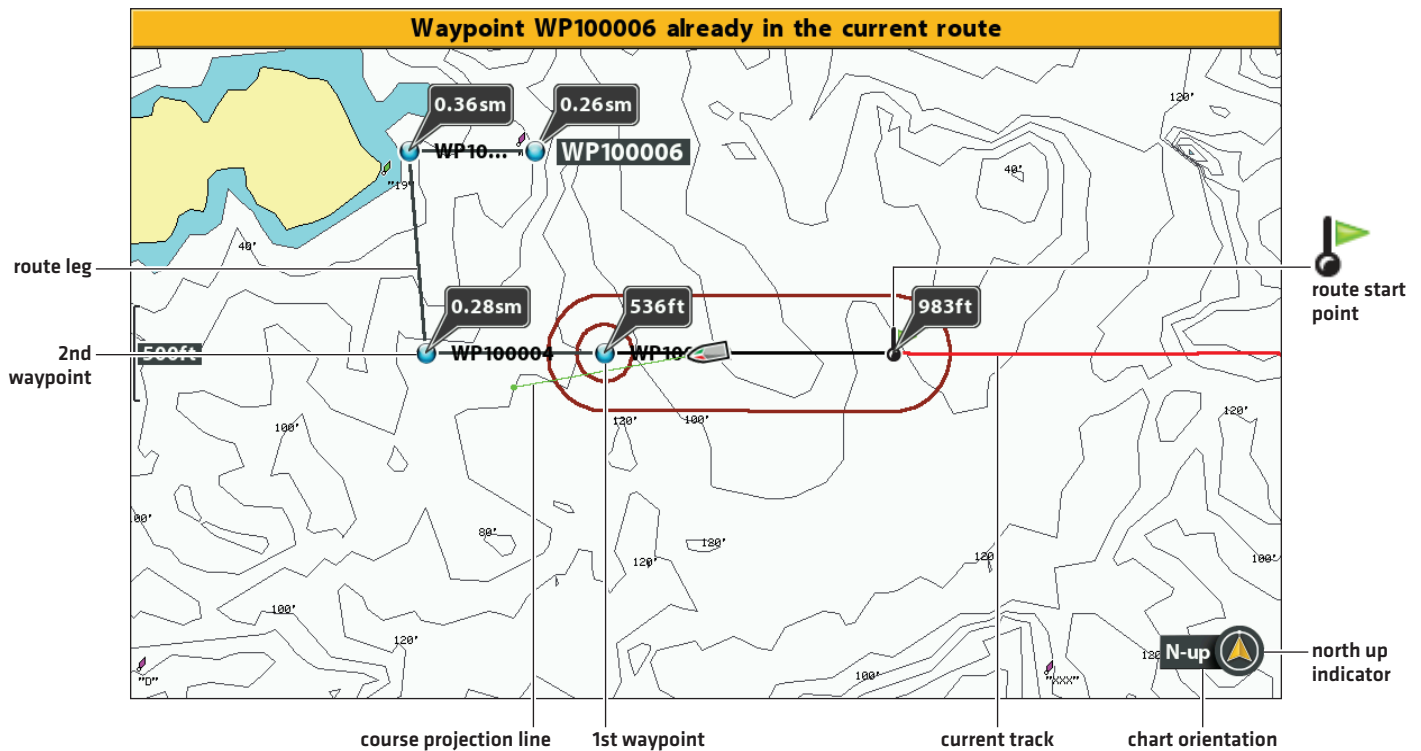 Waypoint WP100006 already in the current route
120'
0.36sm
0.26sm
WP10...
WP100006
40'
"19"
40'
route leg
route start
point
0.28sm
536ft
983ft
2nd
waypoint
500ft
WP100004
120'
100'
120'
100'
00'
80'
120'
120'
120
100'
100'
120'
N-up
120
100'
north up
indicator
"D"
"XXX"
course projection line
1st waypoint
current track
chart orientation